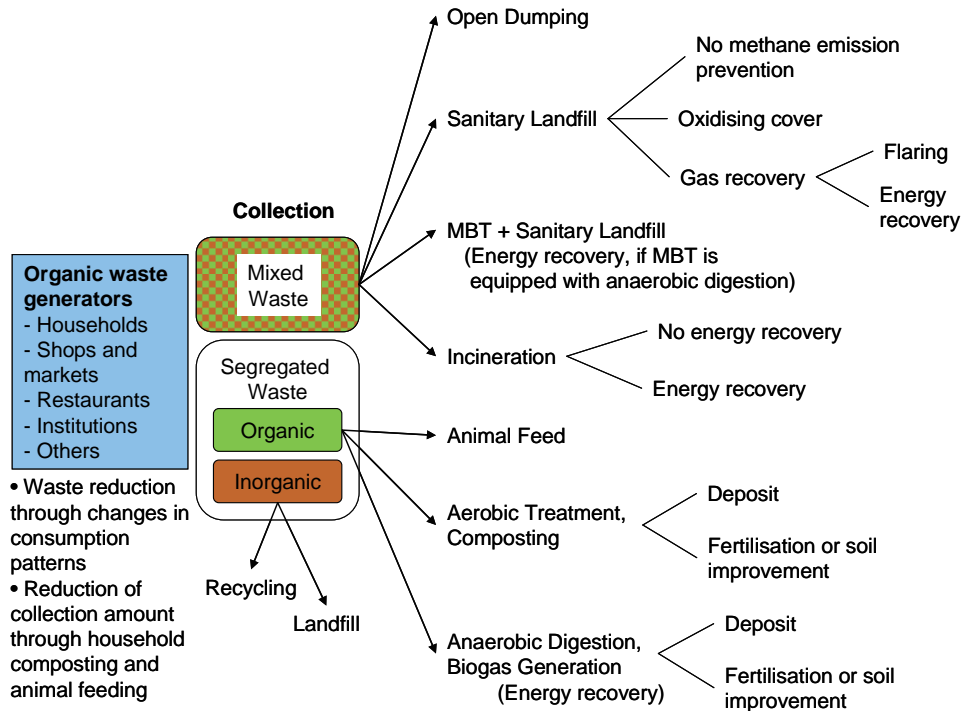 Open Dumping
No methane emission
prevention
Sanitary Landfill
Oxidising cover
Gas recovery
Flaring
Energy
recovery
Collection
Mixed
Waste
MBT + Sanitary Landfill
(Energy recovery, if MBT is
equipped with anaerobic digestion)
Incineration
No energy recovery
Energy recovery
Organic waste
generators
- Households
- Shops and
markets
- Restaurants
- Institutions
- Others
Segregated
Waste
Organic
Inorganic
Animal Feed
Aerobic Treatment,
Composting
Deposit
Fertilisation or soil
improvement
• Waste reduction
through changes in
consumption
patterns
• Reduction of
collection amount
through household
composting and
animal feeding
Recycling
Landfill
Anaerobic Digestion,
Biogas Generation
(Energy recovery)
Deposit
Fertilisation or soil
improvement